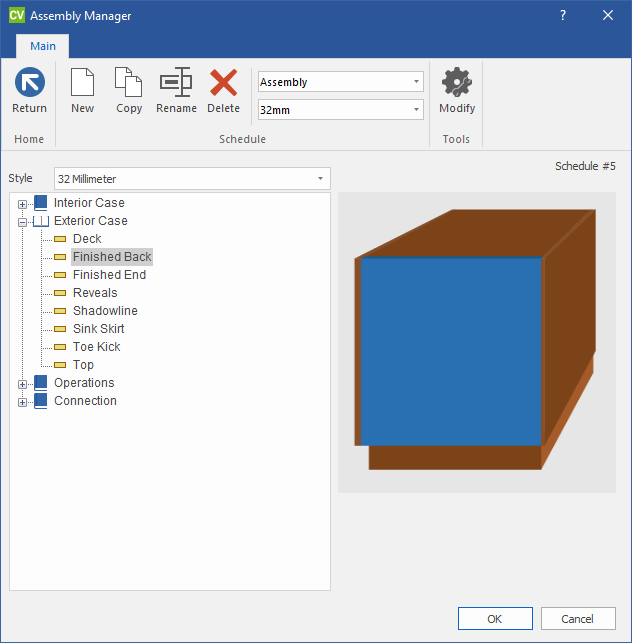 CV Assembly Manager ?
Main
Return New Copy Rename Delete Assembly 32mm Modify
Home Schedule Tools
Schedule #5
Style 32 Millimeter
Interior Case
Exterior Case
Deck
Finished Back
Finished End
Reveals
Shadowline
Sink Skirt
Toe Kick
Top
Operations
Connection
OK Cancel